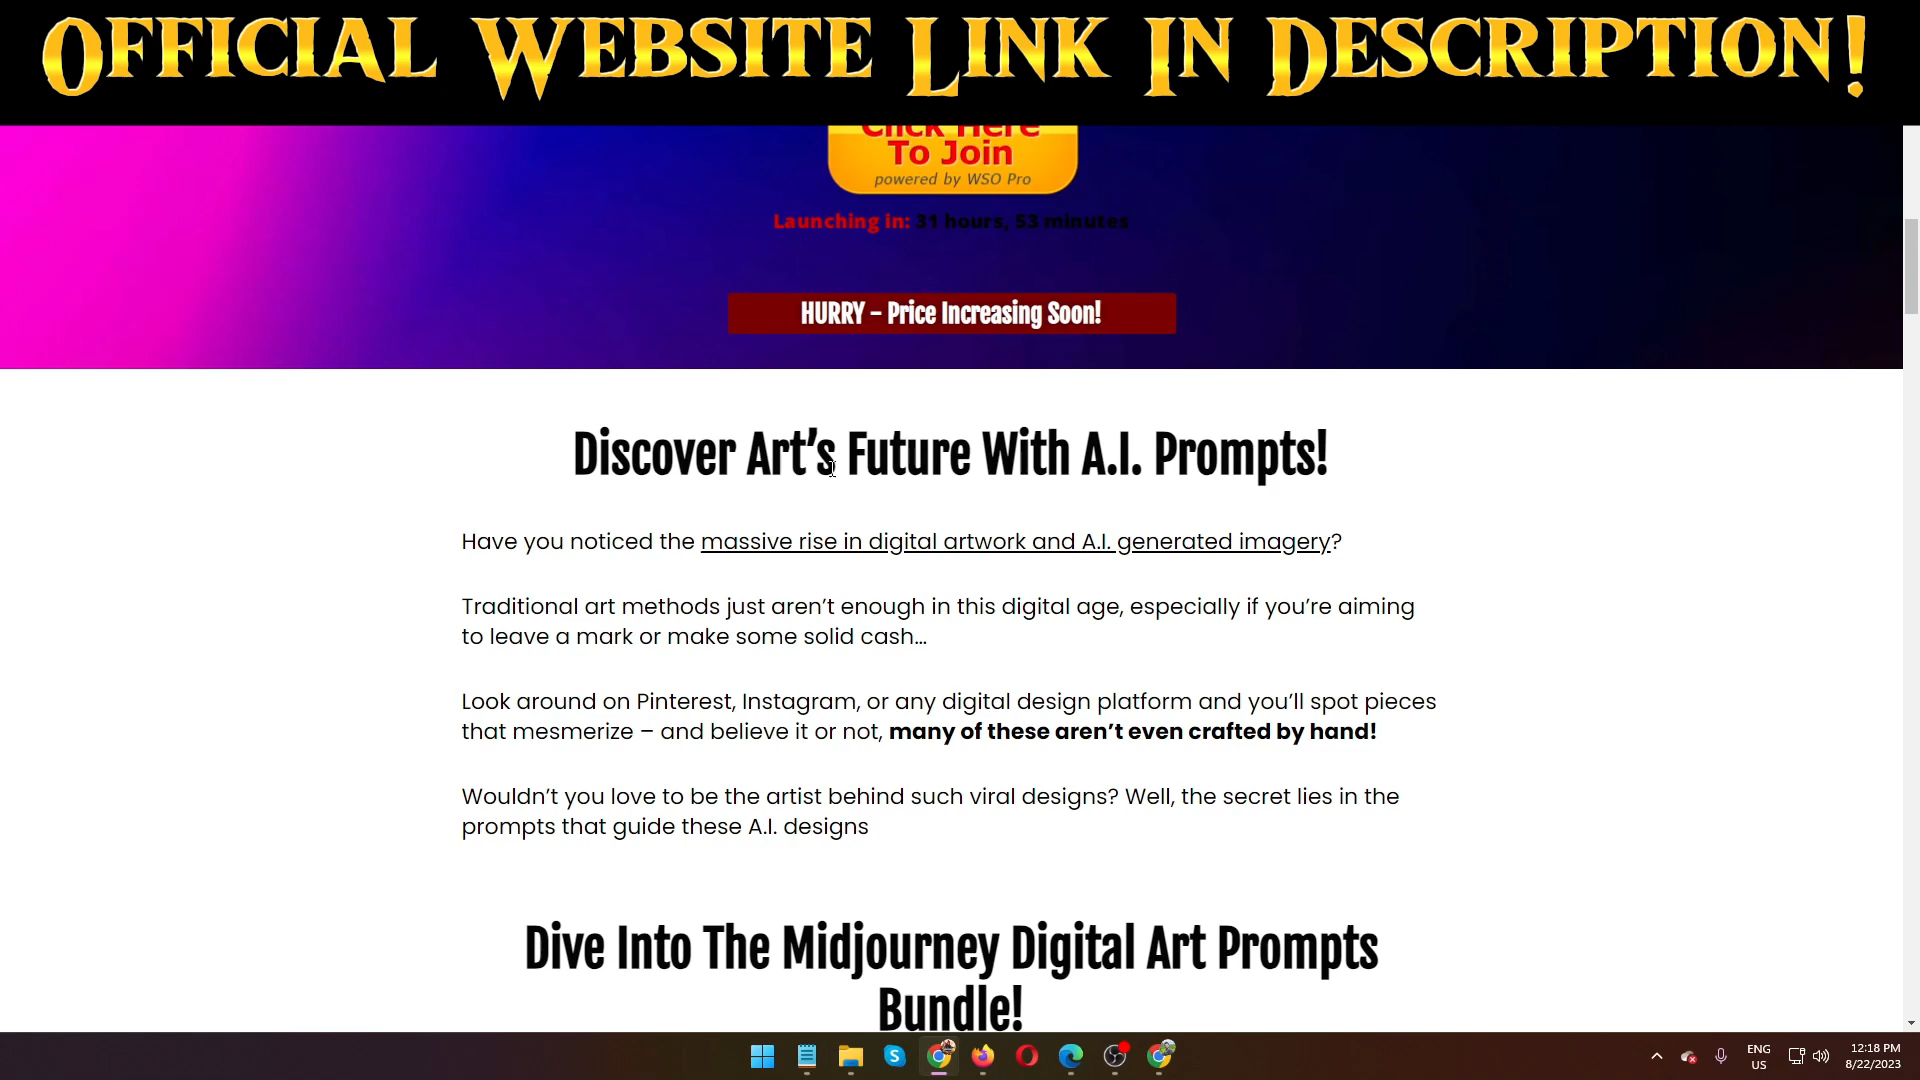 OFFICIAL WEBSITE LINK IN DESCRIPTION!
Click Here
To Join
powered by WSO Pro
Launching in: 31 hours, 53 minutes
HURRY – Price Increasing Soon!
Discover Art’s Future With A.I. Prompts!
Have you noticed the massive rise in digital artwork and A.I. generated imagery?
Traditional art methods just aren’t enough in this digital age, especially if you’re aiming
to leave a mark or make some solid cash…
Look around on Pinterest, Instagram, or any digital design platform and you’ll spot pieces
that mesmerize – and believe it or not, many of these aren’t even crafted by hand!
Wouldn’t you love to be the artist behind such viral designs? Well, the secret lies in the
prompts that guide these A.I. designs
Dive Into The Midjourney Digital Art Prompts
Bundle!
ENG
US
12:18 PM
8/22/2023